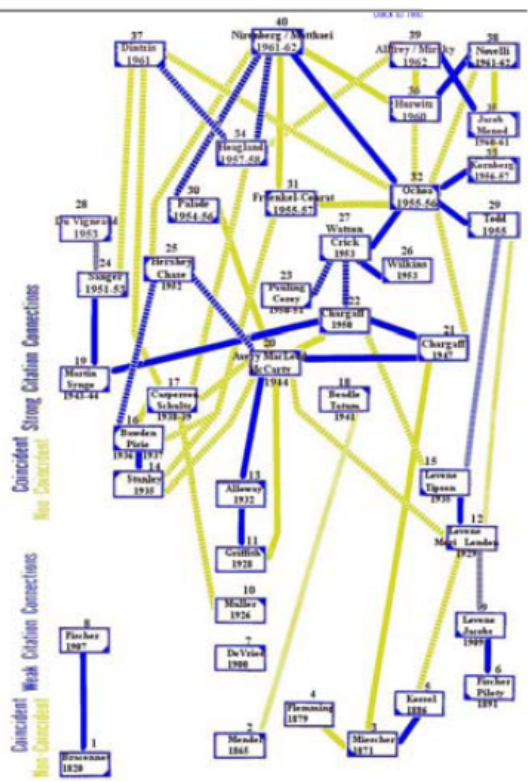 Back to Text
37
Dintzis
1961
40
Nirenberg / Matthaei
1961-62
39
Allfrey / Mirsky
1962
38
Novelli
1961-62
36
Hurwitz
1960
35
Jacob
Monod
1960-61
34
Hoagland
1957-58
33
Kornberg
1956-57
32
Ochoa
1955-56
31
Fraenkel-Conrat
1955-57
30
Palade
1954-56
29
Todd
1955
28
Du Vigneaud
1953
27
Watson
Crick
1953
26
Wilkins
1953
25
Hershey
Chase
1952
24
Sanger
1951-53
23
Pauling
Corey
1950-51
22
Chargaff
1950
21
Chargaff
1947
20
Avery MacLeod
McCarty
1944
19
Martin
Synge
1943-44
18
Beadle
Tatum
1941
17
Caspersson
Schultz
1938-39
16
Bawden
Pirie
1936 1937
15
Levene
Tipson
1935
14
Stanley
1935
13
Alloway
1932
12
Levene
Mori London
1929
11
Griffith
1928
10
Muller
1926
9
Levene
Jacobs
1909
8
Fischer
1907
7
DeVries
1900
6
Fischer
Piloty
1891
5
Kossel
1886
4
Flemming
1879
3
Miescher
1871
2
Mendel
1865
1
Braconnot
1820
Coincident Strong Citation Connections
Non Coincident
Coincident Weak Citation Connections
Non-Coincident